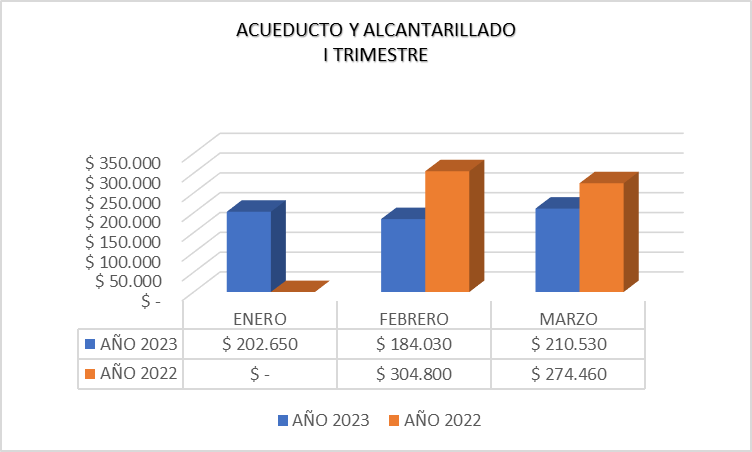 ACUEDUCTO Y ALCANTARILLADO
I TRIMESTRE
$ 350.000
$ 300.000
$ 250.000
$ 200.000
$ 150.000
$ 100.000
$ 50.000
$ -
ENERO FEBRERO MARZO
AÑO 2023 $ 202.650 $ 184.030 $ 210.530
AÑO 2022 $ - $ 304.800 $ 274.460
AÑO 2023 AÑO 2022